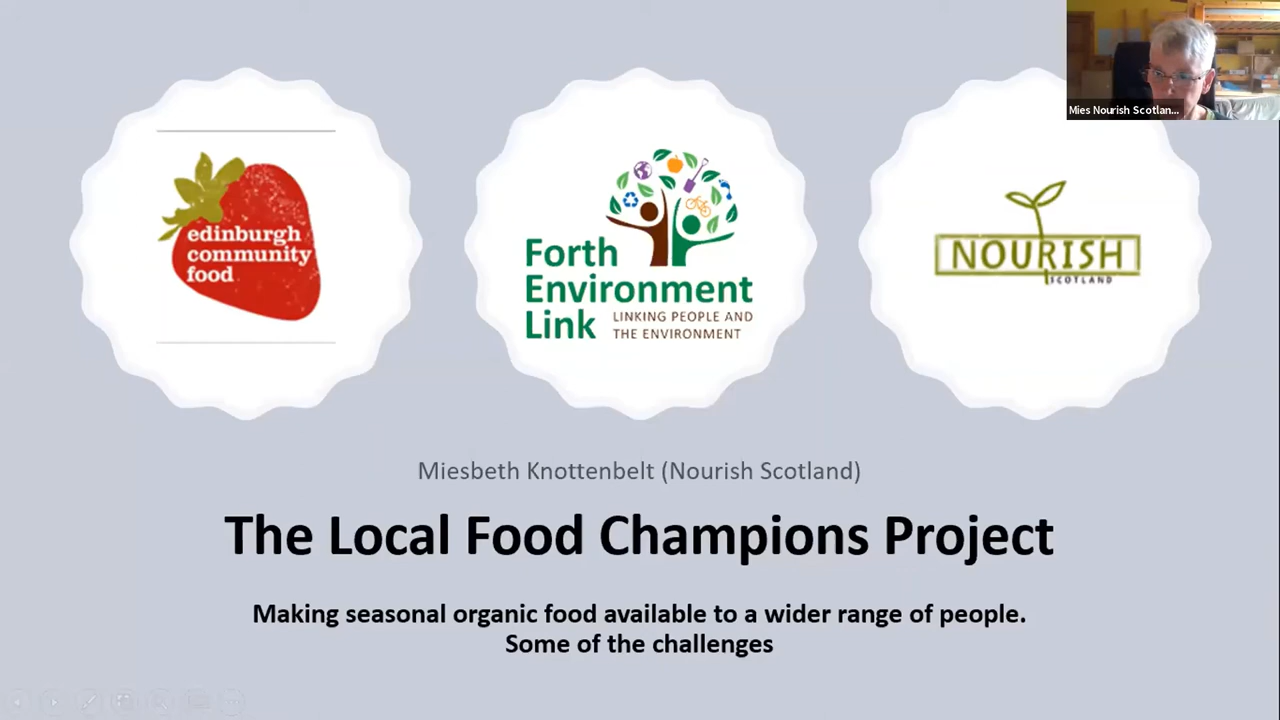 Mies Nourish Scotlan...
edinburgh
community
food
Forth
Environment
Link
LINKING PEOPLE AND
THE ENVIRONMENT
NOURISH
SCOTLAND
Miesbeth Knottenbelt (Nourish Scotland)
The Local Food Champions Project
Making seasonal organic food available to a wider range of people.
Some of the challenges